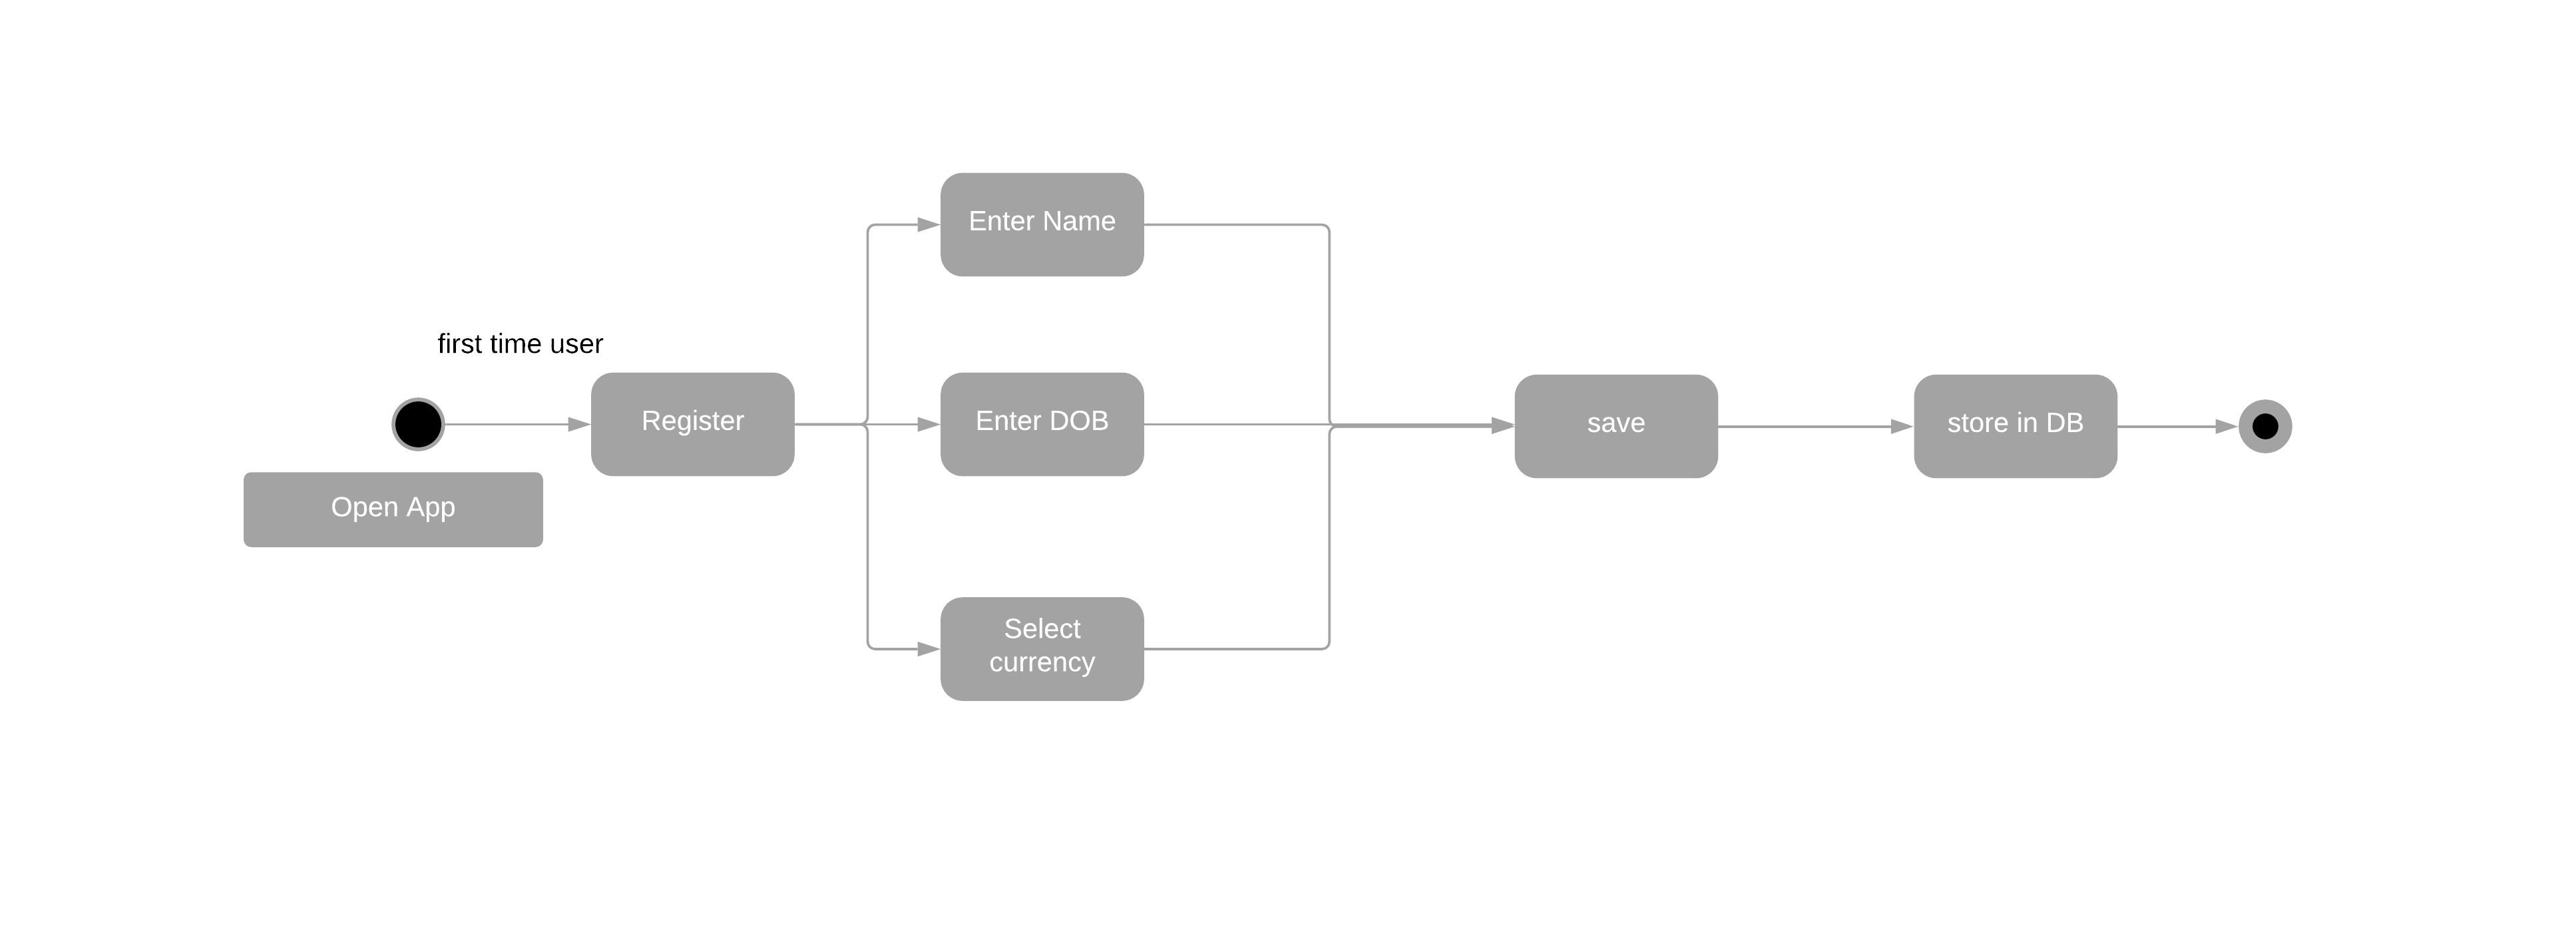 first time user
Open App
Register
Enter Name
Enter DOB
Select
currency
save
store in DB